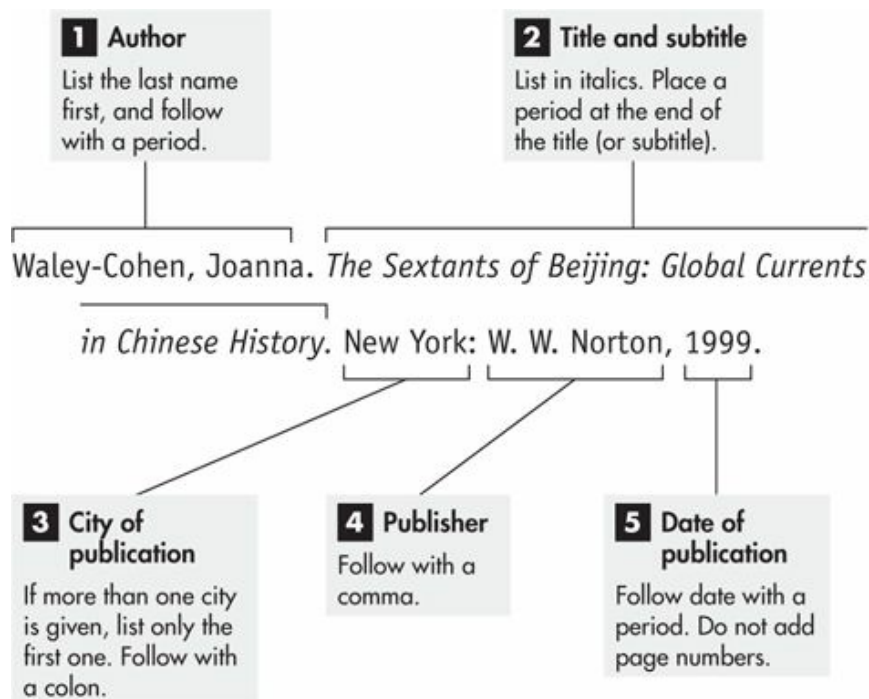 1 Author
List the last name
first, and follow
with a period.
2 Title and subtitle
List in italics. Place a
period at the end of
the title (or subtitle).
Waley-Cohen, Joanna. The Sextants of Beijing: Global Currents
in Chinese History. New York: W. W. Norton, 1999.
3 City of
publication
If more than one city
is given, list only the
first one. Follow with
a colon.
4 Publisher
Follow with a
comma.
5 Date of
publication
Follow date with a
period. Do not add
page numbers.